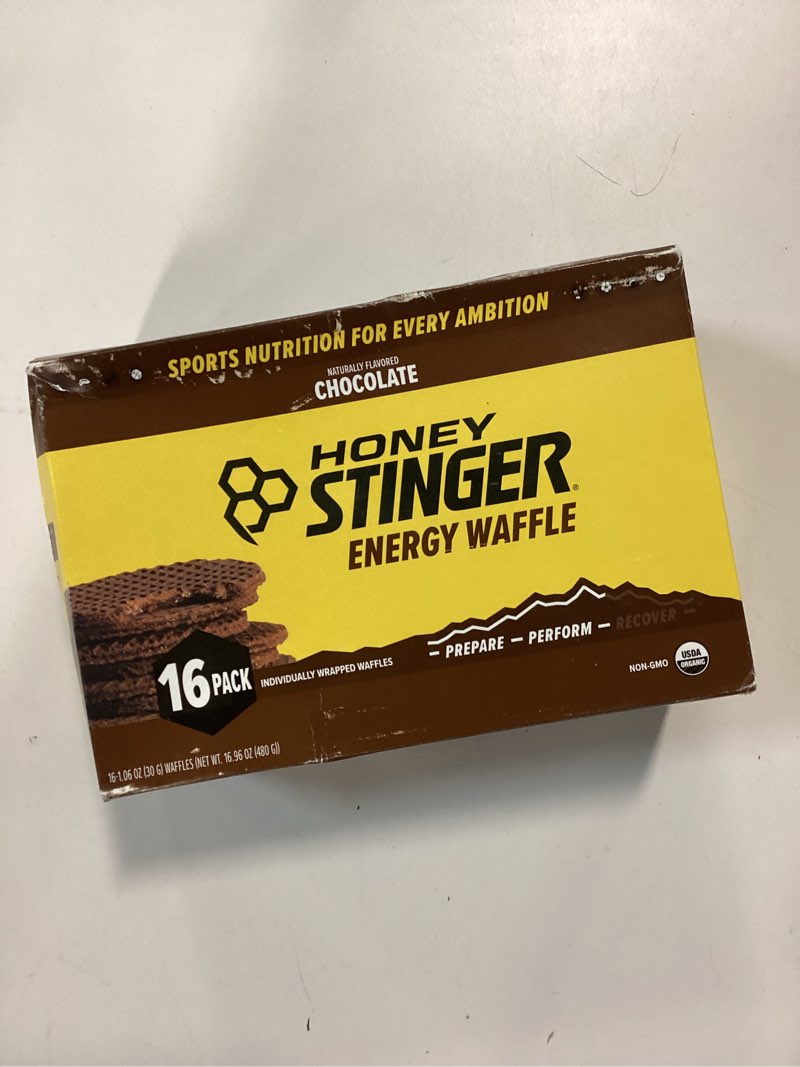 SPORTS NUTRITION FOR EVERY AMBITION
NATURALLY FLAVORED
CHOCOLATE
HONEY
STINGER®
ENERGY WAFFLE
PREPARE — PERFORM — RECOVER —
16 PACK
INDIVIDUALLY WRAPPED WAFFLES
NON-GMO
USDA
ORGANIC
16-1.06 OZ (30 G) WAFFLES (NET WT. 16.96 OZ (480 G))